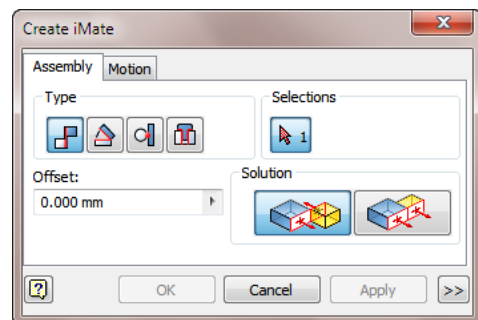 Create iMate
Assembly Motion
Type
Selections
1
Offset:
Solution
0.000 mm
OK Cancel Apply >>